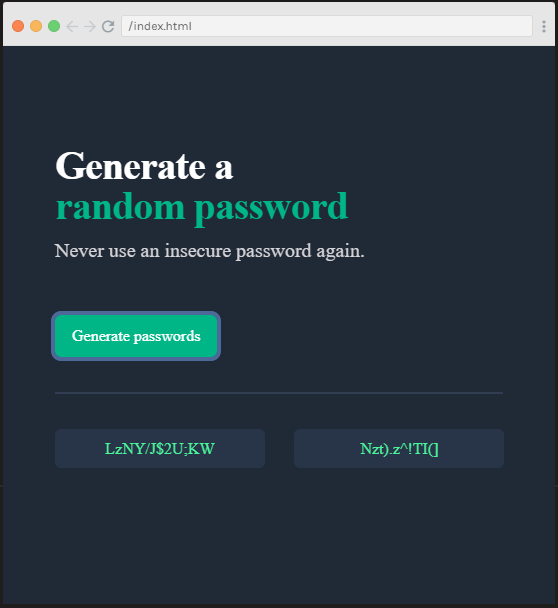 /index.html
Generate a
random password
Never use an insecure password again.
Generate passwords
LzNY/J$2U;KW
Nzt).z^!TI(]